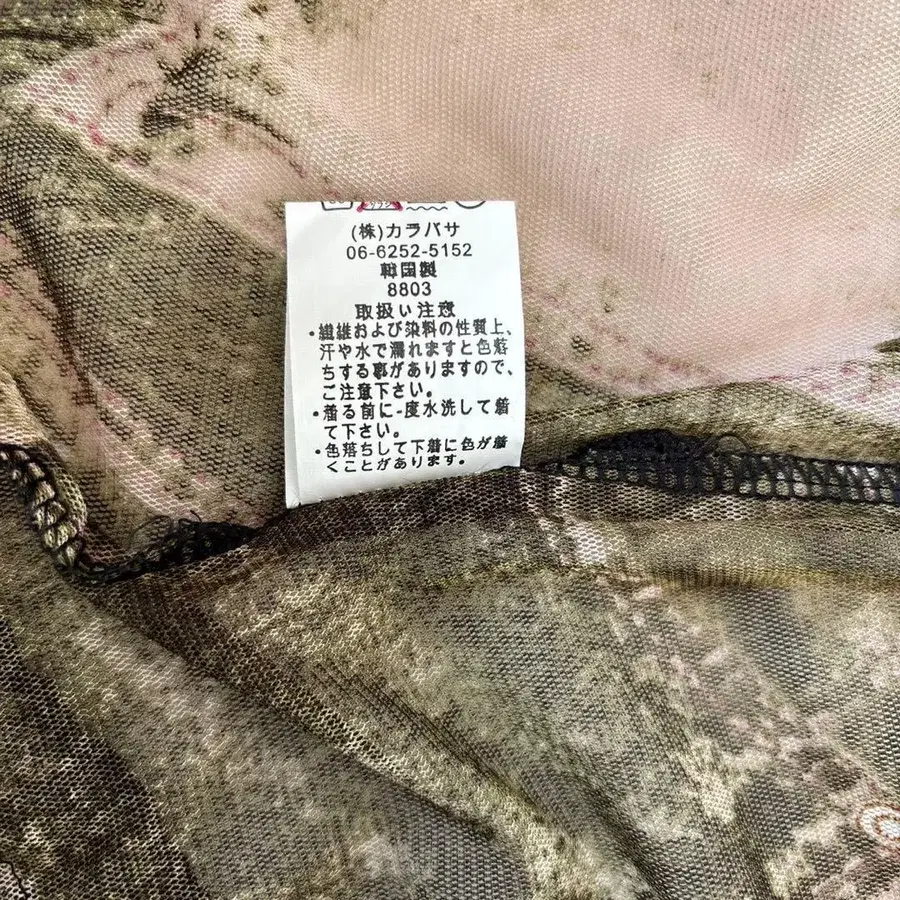 (株)カラバサ
06-6252-5152
韓国製
8803
取扱い注意
・繊維および染料の性質上、
汗や水で濡れますと色落
ちする事がありますので、
ご注意下さい。
・着る前に-度水洗して着
て下さい。
・色落ちして下着に色が着
くことがあります。